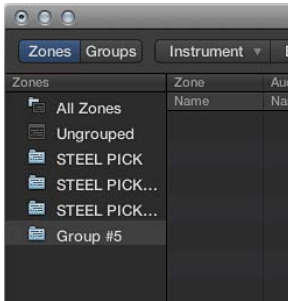 Zones Groups Instrument
Zones Zone
Name
All Zones
Ungrouped
STEEL PICK
STEEL PICK...
STEEL PICK...
Group #5